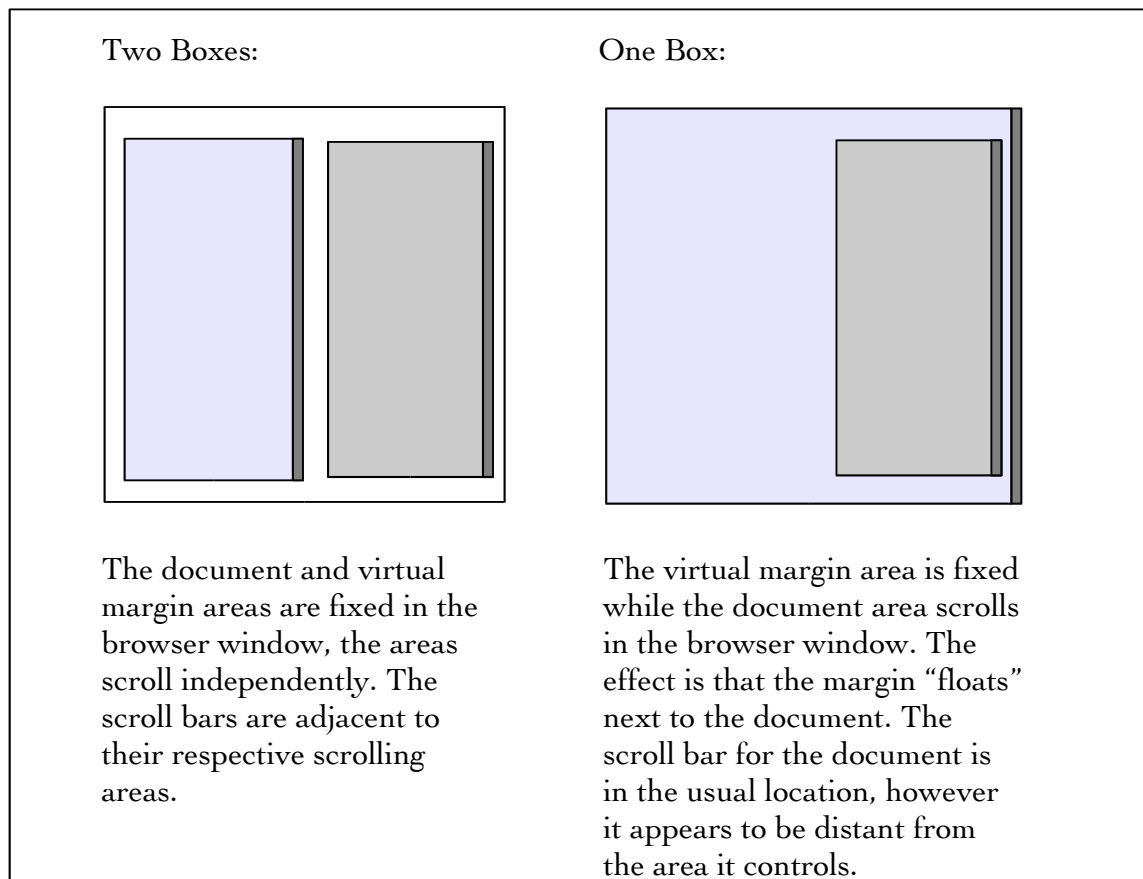 Two Boxes:
One Box:
The document and virtual
margin areas are fixed in the
browser window, the areas
scroll independently. The
scroll bars are adjacent to
their respective scrolling
areas.
The virtual margin area is fixed
while the document area scrolls
in the browser window. The
effect is that the margin “floats”
next to the document. The
scroll bar for the document is
in the usual location, however
it appears to be distant from
the area it controls.